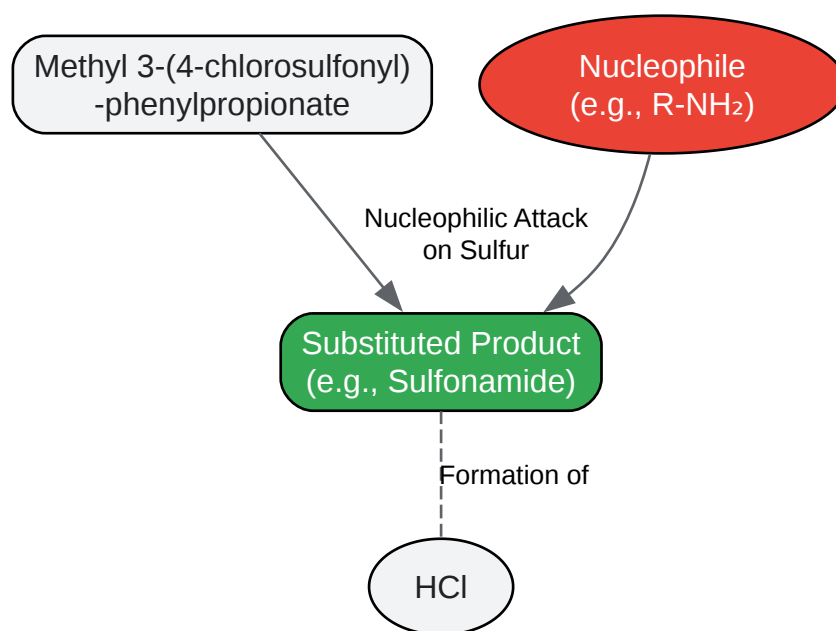 Methyl 3-(4-chlorosulfonyl)
-phenylpropionate
Nucleophile
(e.g., R-NH₂)
Nucleophilic Attack
on Sulfur
Substituted Product
(e.g., Sulfonamide)
Formation of
HCl